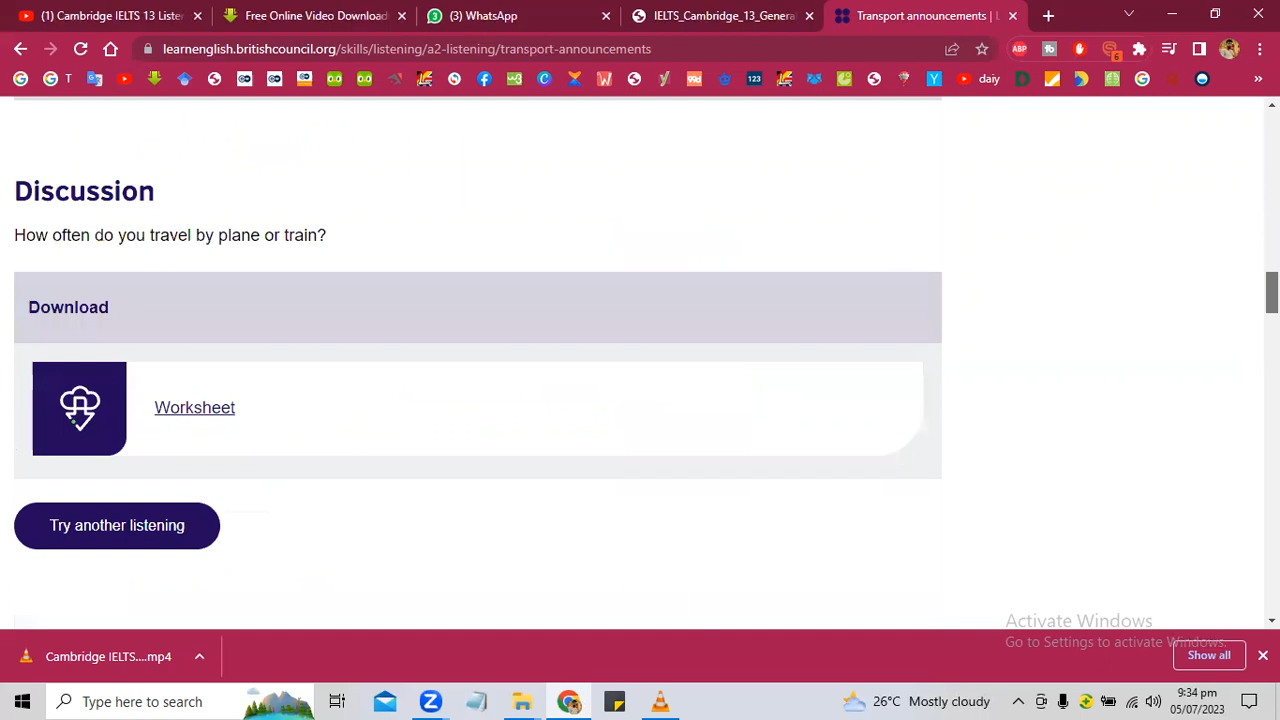 (1) Cambridge IELTS 13 Liste
Free Online Video Download
(3) WhatsApp
IELTS_Cambridge_13_Genera
Transport announcements | L
learnenglish.britishcouncil.org/skills/listening/a2-listening/transport-announcements
ABP
6
T
123
daiy
Discussion
How often do you travel by plane or train?
Download
Worksheet
Try another listening
Activate Windows
Go to Settings to activate Windows.
Cambridge IELTS....mp4
Show all
Type here to search
26°C Mostly cloudy
9:34 pm
05/07/2023